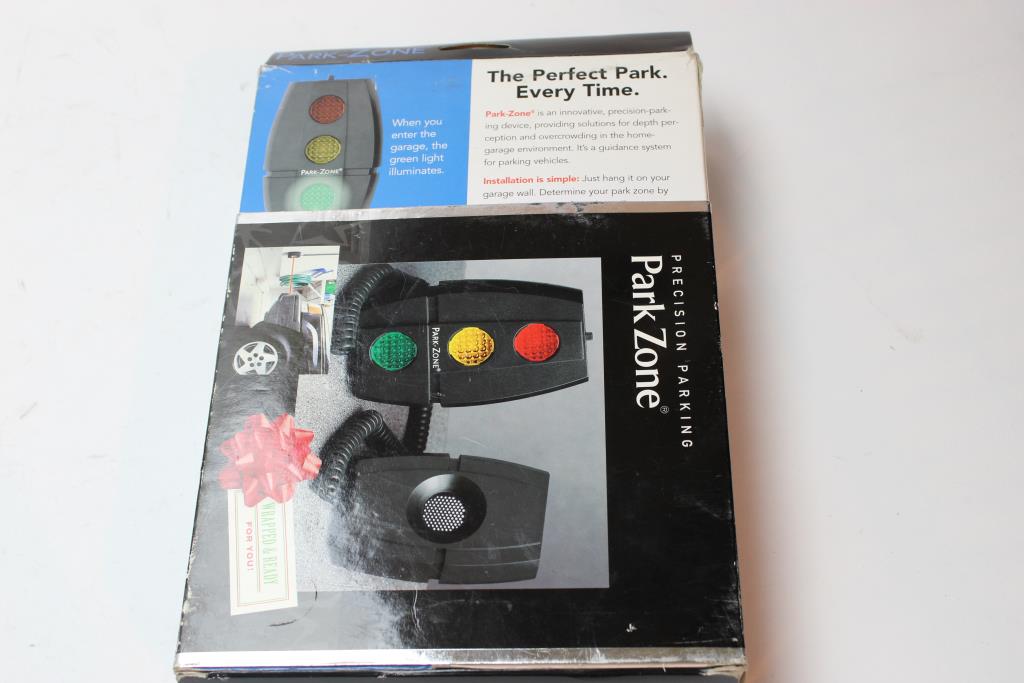 PARK-ZONE
When you
enter the
garage, the
green light
illuminates.
PARK-ZONE®
The Perfect Park.
Every Time.
Park-Zone® is an innovative, precision-park-
ing device, providing solutions for depth per-
ception and overcrowding in the home-
garage environment. It's a guidance system
for parking vehicles.
Installation is simple: Just hang it on your
garage wall. Determine your park zone by
PRECISION PARKING
Park Zone®
PARK-ZONE®
WRAPPED & READY
FOR YOU!